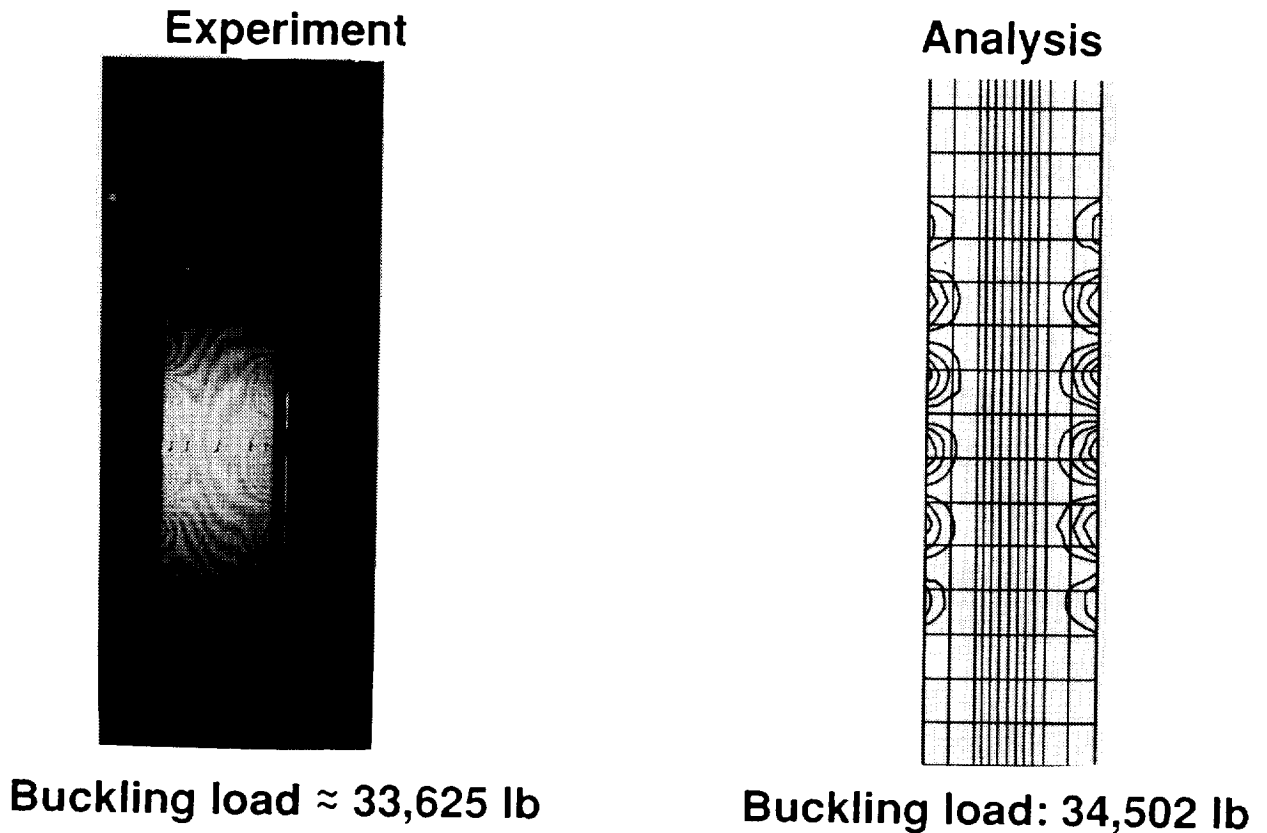 Experiment
Analysis
Buckling load ≈ 33,625 lb
Buckling load: 34,502 lb